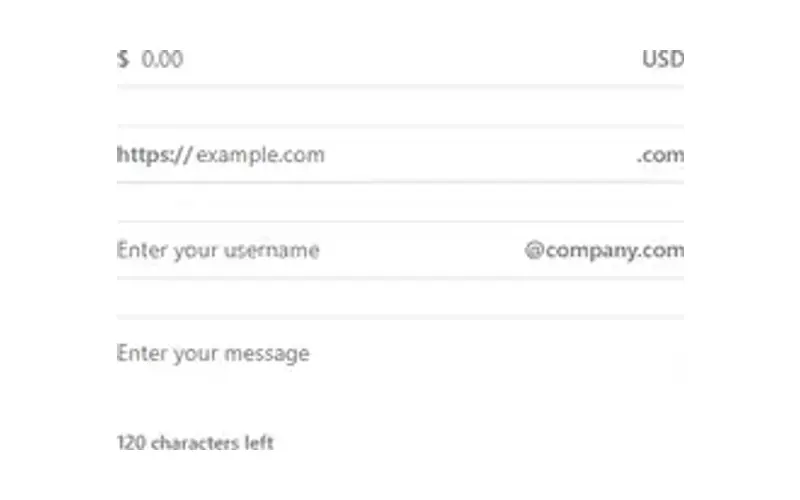 $ 0.00 USD
https:// example.com .com
Enter your username @company.com
Enter your message
120 characters left